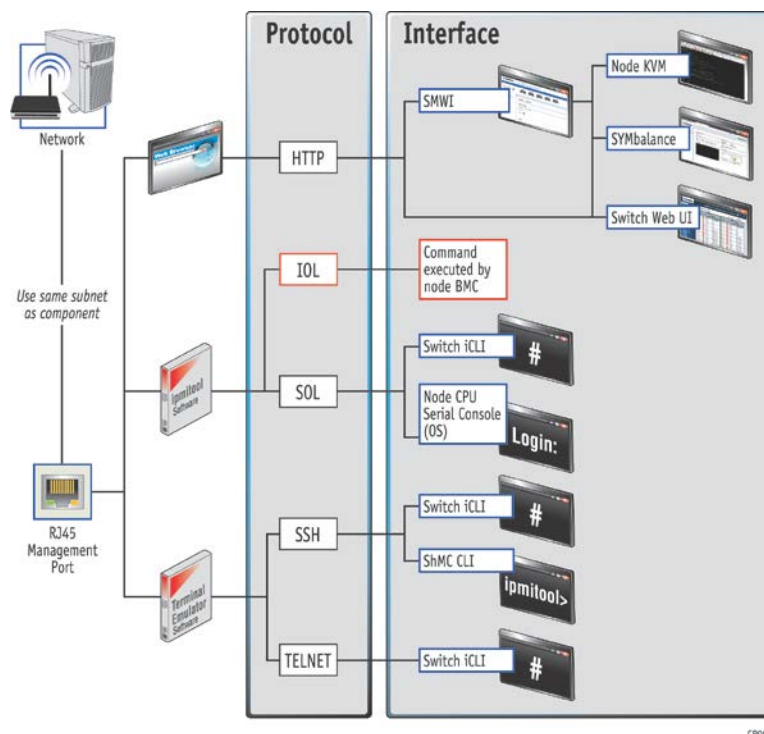 Protocol
Interface
Network
Web Browser
HTTP
SMWI
Node KVM
SYMbalance
Switch Web UI
Use same subnet
as component
IOL
Command
executed by
node BMC
ipmitool
Software
SOL
Switch iCLI
#
Node CPU
Serial Console
(OS)
Login:
RJ45
Management
Port
Terminal
Emulator
Software
SSH
Switch iCLI
#
ShMC CLI
ipmitool>
TELNET
Switch iCLI
#